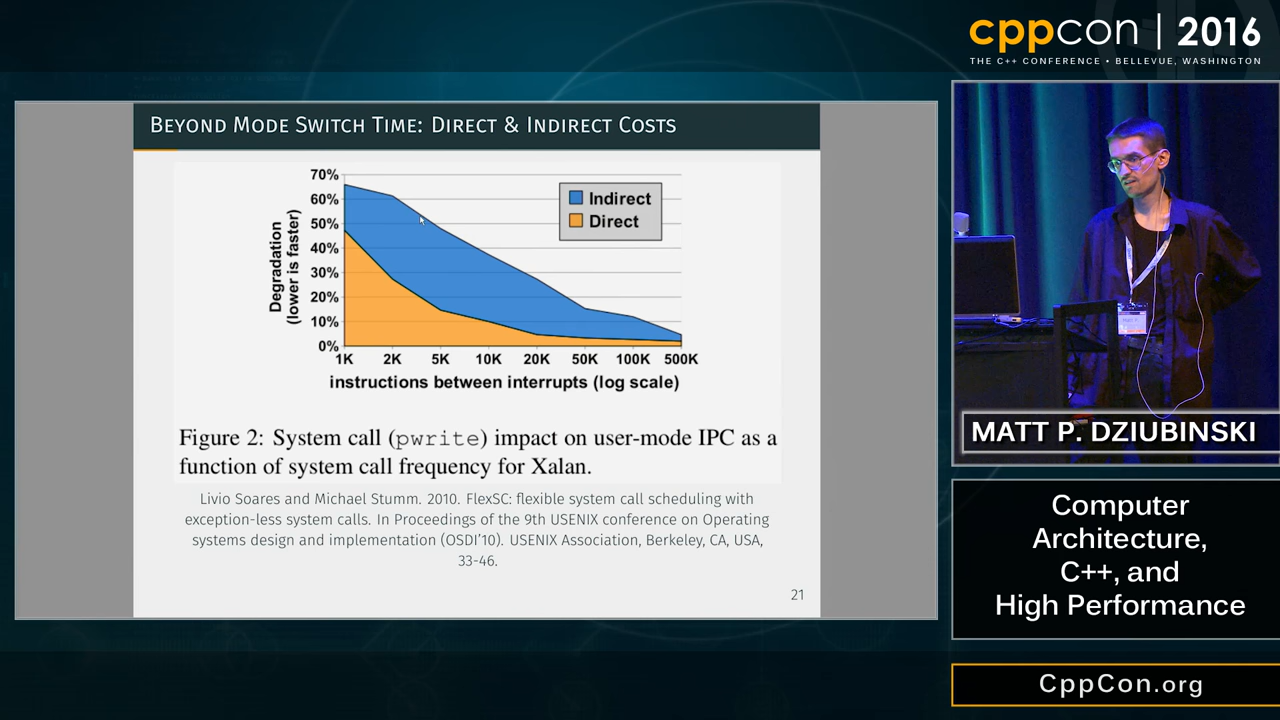 cppcon | 2016
THE C++ CONFERENCE • BELLEVUE, WASHINGTON
BEYOND MODE SWITCH TIME: DIRECT & INDIRECT COSTS
70%
60%
50%
40%
30%
20%
10%
0%
Degradation
(lower is faster)
Indirect
Direct
1K 2K 5K 10K 20K 50K 100K 500K
instructions between interrupts (log scale)
Figure 2: System call (pwrite) impact on user-mode IPC as a
function of system call frequency for Xalan.
Livio Soares and Michael Stumm. 2010. FlexSC: flexible system call scheduling with
exception-less system calls. In Proceedings of the 9th USENIX conference on Operating
systems design and implementation (OSDI'10). USENIX Association, Berkeley, CA, USA,
33-46.
21
MATT P. DZIUBINSKI
Computer
Architecture,
C++, and
High Performance
CppCon.org